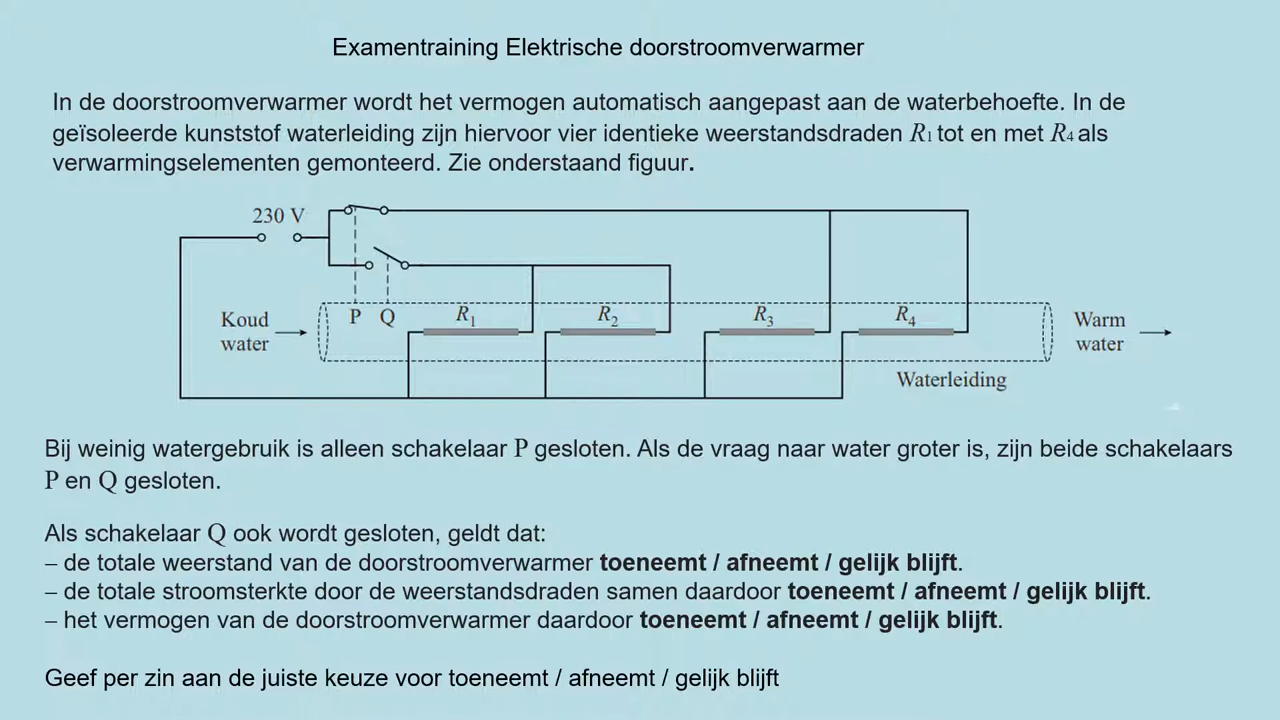 Examentraining Elektrische doorstroomverwarmer
In de doorstroomverwarmer wordt het vermogen automatisch aangepast aan de waterbehoefte. In de
geïsoleerde kunststof waterleiding zijn hiervoor vier identieke weerstandsdraden R1 tot en met R4 als
verwarmingselementen gemonteerd. Zie onderstaand figuur.
230 V
Koud
water
P Q
R1
R2
R3
R4
Warm
water
Waterleiding
Bij weinig watergebruik is alleen schakelaar P gesloten. Als de vraag naar water groter is, zijn beide schakelaars
P en Q gesloten.
Als schakelaar Q ook wordt gesloten, geldt dat:
– de totale weerstand van de doorstroomverwarmer toeneemt / afneemt / gelijk blijft.
– de totale stroomsterkte door de weerstandsdraden samen daardoor toeneemt / afneemt / gelijk blijft.
– het vermogen van de doorstroomverwarmer daardoor toeneemt / afneemt / gelijk blijft.
Geef per zin aan de juiste keuze voor toeneemt / afneemt / gelijk blijft